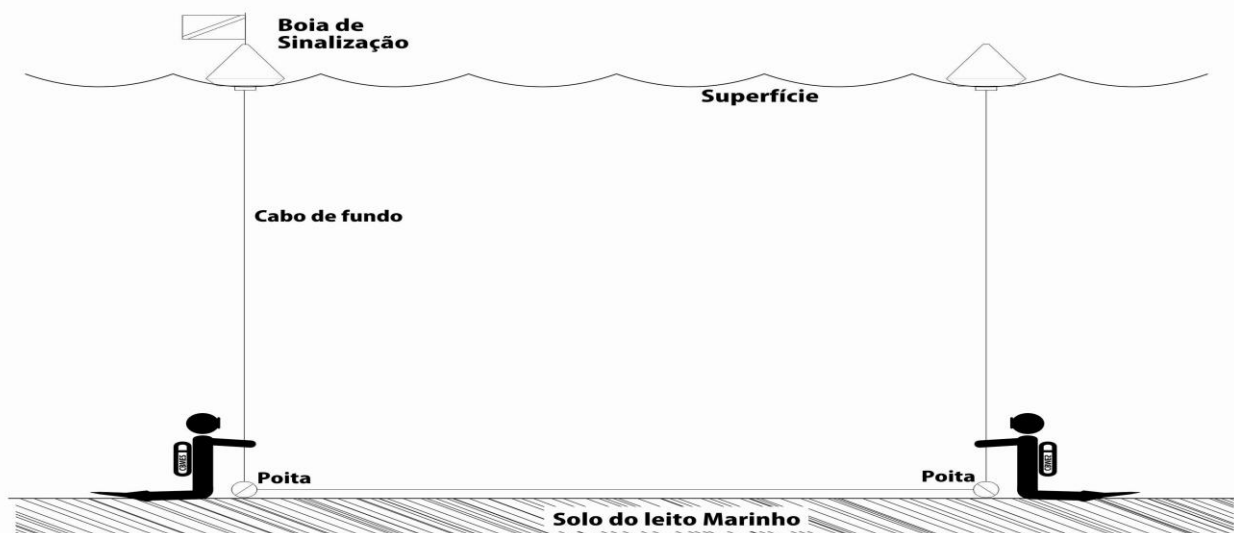 Boia de
Sinalização
Superfície
Cabo de fundo
Poita
Poita
Solo do leito Marinho